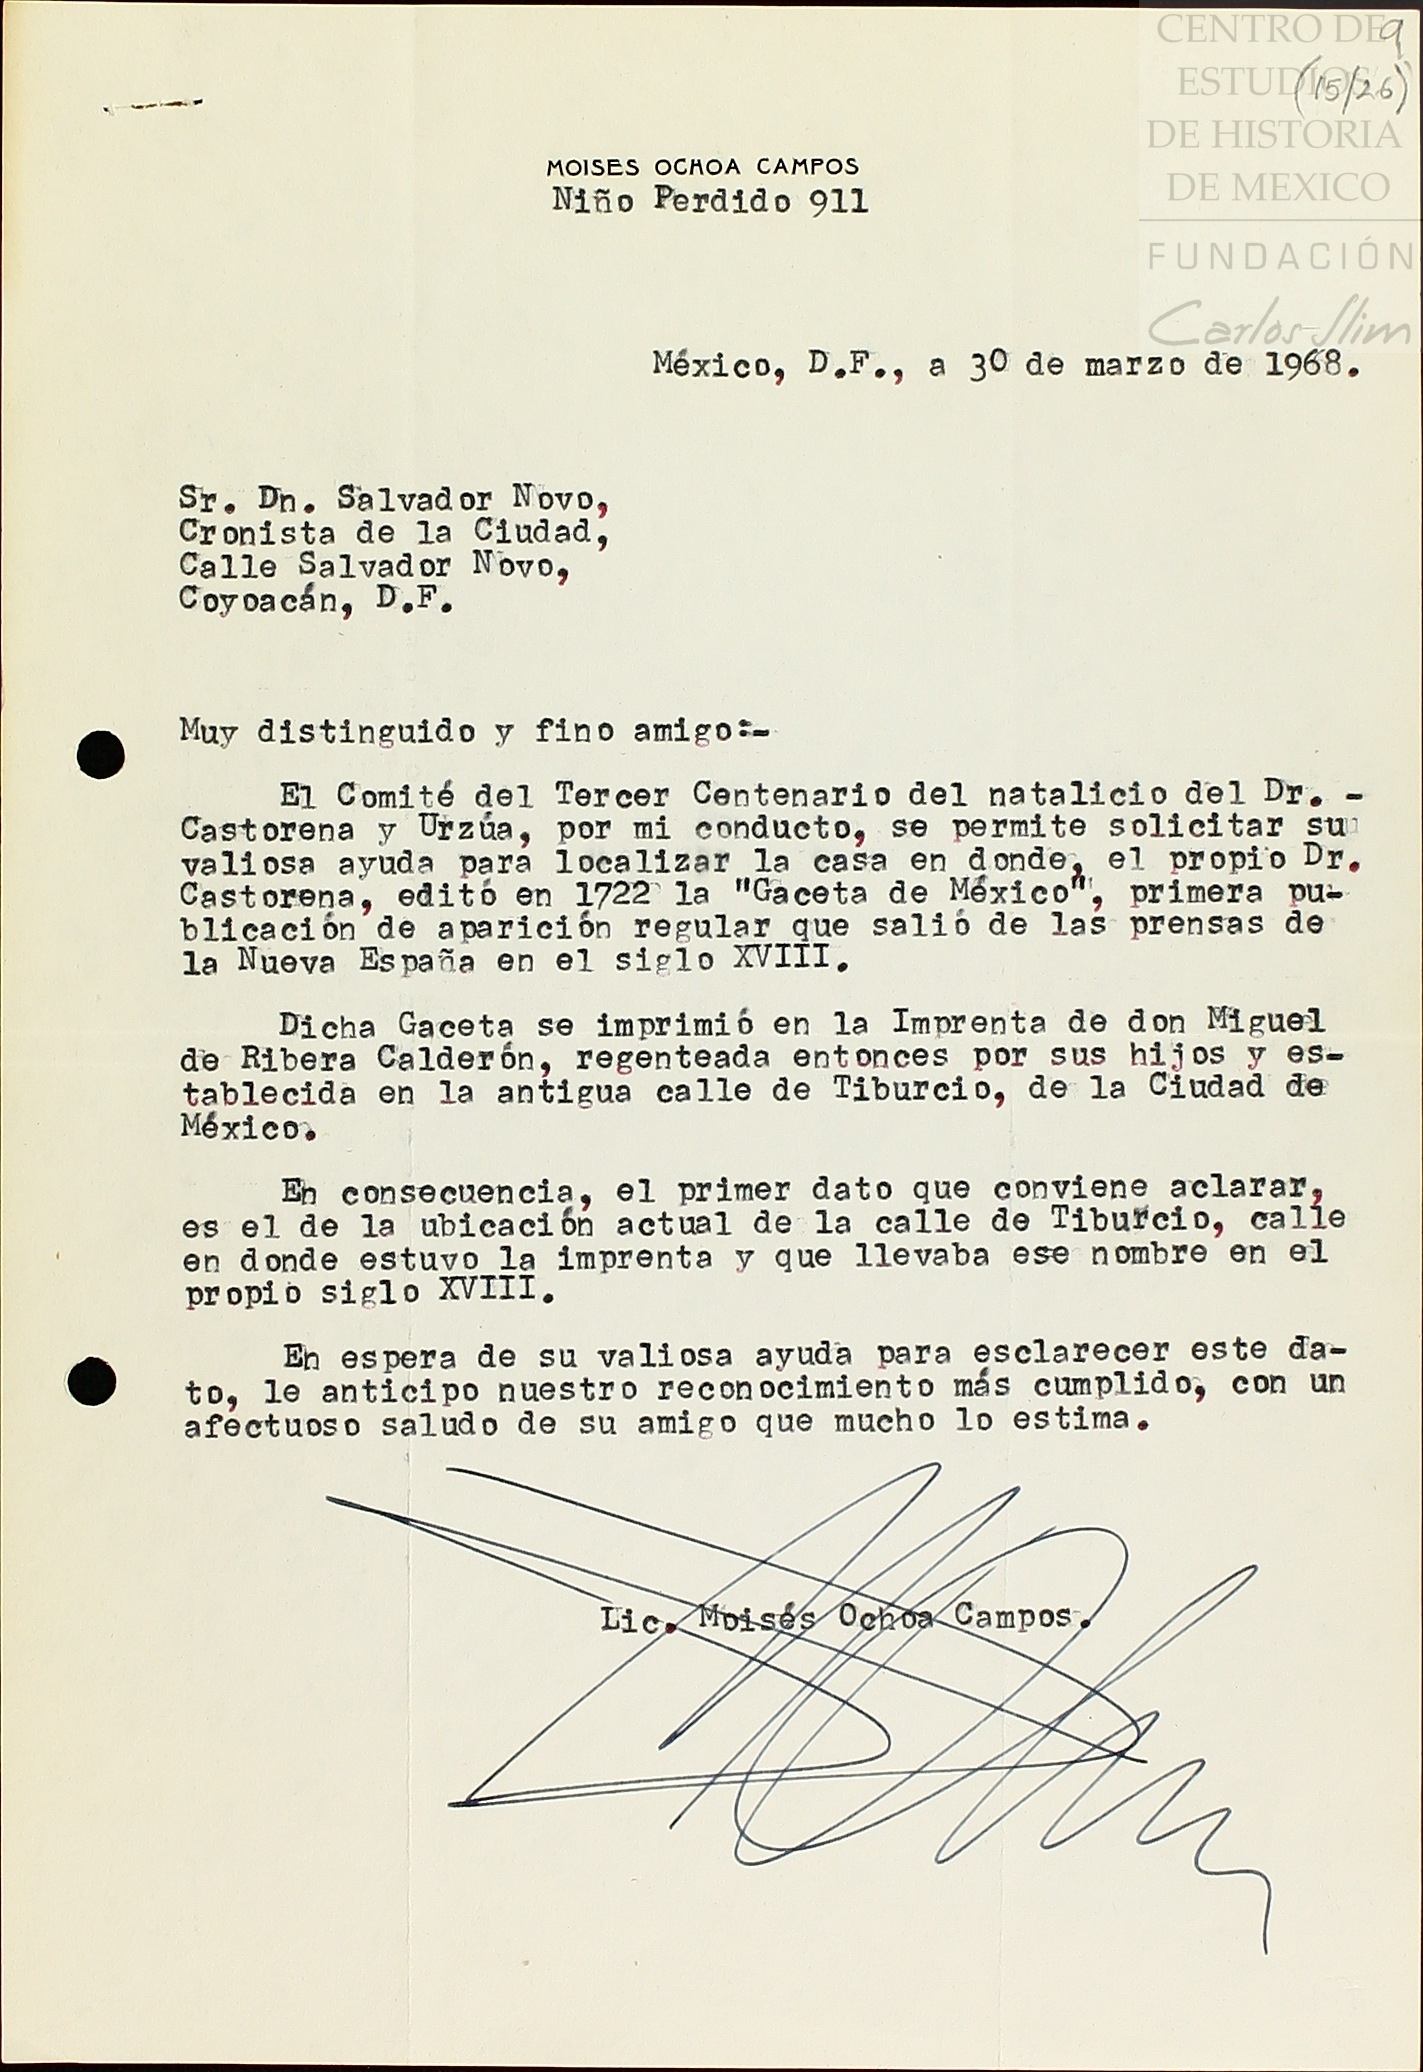 CENTRO DE
ESTUDIOS
DE HISTORIA
DE MEXICO
FUNDACIÓN
Carlos Slim
9
(15/26)
MOISES OCHOA CAMPOS
Niño Perdido 911
México, D.F., a 30 de marzo de 1968.
Sr. Dn. Salvador Novo,
Cronista de la Ciudad,
Calle Salvador Novo,
Coyoacán, D.F.
Muy distinguido y fino amigo:-
El Comité del Tercer Centenario del natalicio del Dr. -
Castorena y Urzúa, por mi conducto, se permite solicitar su
valiosa ayuda para localizar la casa en donde, el propio Dr.
Castorena, editó en 1722 la "Gaceta de México", primera pu-
blicación de aparición regular que salió de las prensas de
la Nueva España en el siglo XVIII.
Dicha Gaceta se imprimió en la Imprenta de don Miguel
de Ribera Calderón, regenteada entonces por sus hijos y es-
tablecida en la antigua calle de Tiburcio, de la Ciudad de
México.
En consecuencia, el primer dato que conviene aclarar,
es el de la ubicación actual de la calle de Tiburcio, calle
en donde estuvo la imprenta y que llevaba ese nombre en el
propio siglo XVIII.
En espera de su valiosa ayuda para esclarecer este da-
to, le anticipo nuestro reconocimiento más cumplido, con un
afectuoso saludo de su amigo que mucho lo estima.
Lic. Moisés Ochoa Campos.